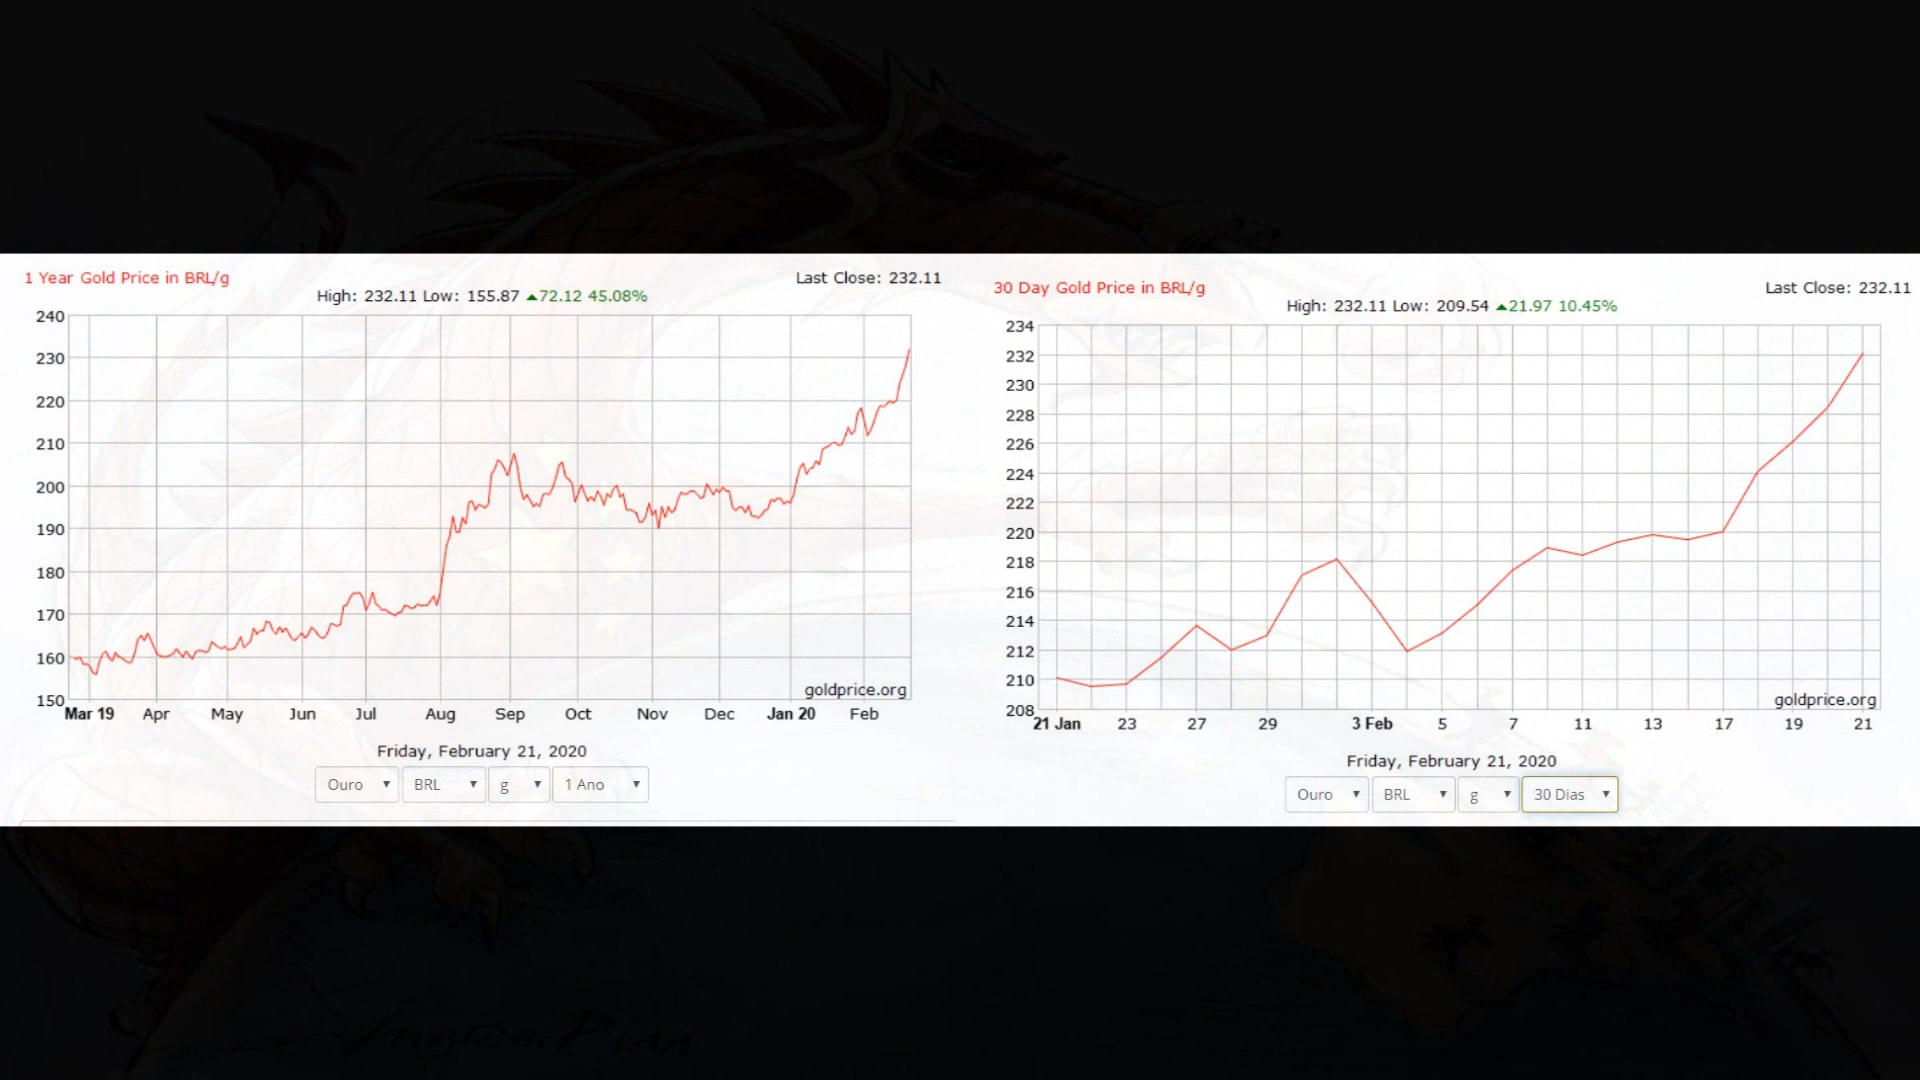 1 Year Gold Price in BRL/g
Last Close: 232.11
High: 232.11 Low: 155.87 ▲72.12 45.08%
240
230
220
210
200
190
180
170
160
150
goldprice.org
Mar 19 Apr May Jun Jul Aug Sep Oct Nov Dec Jan 20 Feb
Friday, February 21, 2020
Ouro ▼ BRL ▼ g ▼ 1 Ano ▼
30 Day Gold Price in BRL/g
Last Close: 232.11
High: 232.11 Low: 209.54 ▲21.97 10.45%
234
232
230
228
226
224
222
220
218
216
214
212
210
208
goldprice.org
21 Jan 23 27 29 3 Feb 5 7 11 13 17 19 21
Friday, February 21, 2020
Ouro ▼ BRL ▼ g ▼ 30 Dias ▼
Ingram Pinn